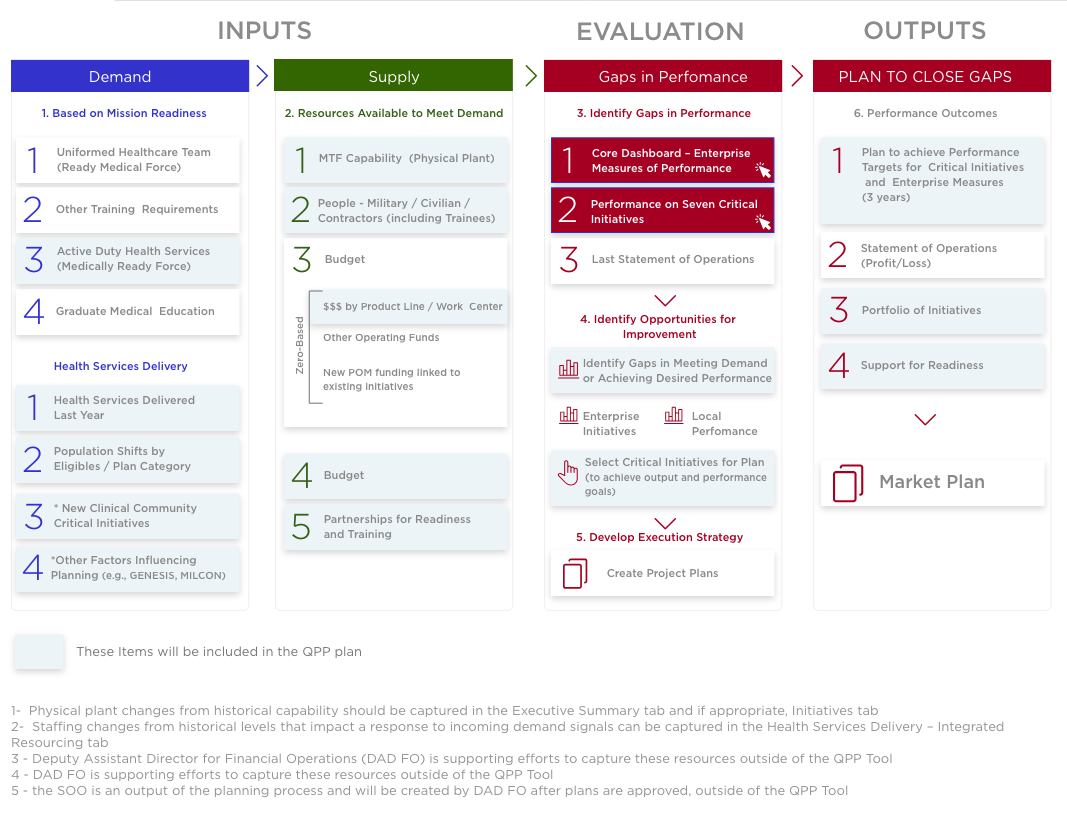 INPUTS
EVALUATION
OUTPUTS
Demand
1. Based on Mission Readiness
1
Uniformed Healthcare Team
(Ready Medical Force)
2
Other Training Requirements
3
Active Duty Health Services
(Medically Ready Force)
4
Graduate Medical Education
Health Services Delivery
1
Health Services Delivered
Last Year
2
Population Shifts by
Eligibles / Plan Category
3
* New Clinical Community
Critical Initiatives
4
*Other Factors Influencing
Planning (e.g., GENESIS, MILCON)
Supply
2. Resources Available to Meet Demand
1
MTF Capability (Physical Plant)
2
People - Military / Civilian /
Contractors (including Trainees)
3
Budget
Zero-Based
$$$ by Product Line / Work Center
Other Operating Funds
New POM funding linked to
existing initiatives
4
Budget
5
Partnerships for Readiness
and Training
Gaps in Perfomance
3. Identify Gaps in Performance
1
Core Dashboard – Enterprise
Measures of Performance
2
Performance on Seven Critical
Initiatives
3
Last Statement of Operations
4. Identify Opportunities for
Improvement
Identify Gaps in Meeting Demand
or Achieving Desired Performance
Enterprise
Initiatives
Local
Perfomance
Select Critical Initiatives for Plan
(to achieve output and performance
goals)
5. Develop Execution Strategy
Create Project Plans
PLAN TO CLOSE GAPS
6. Performance Outcomes
1
Plan to achieve Performance
Targets for Critical Initiatives
and Enterprise Measures
(3 years)
2
Statement of Operations
(Profit/Loss)
3
Portfolio of Initiatives
4
Support for Readiness
Market Plan
These Items will be included in the QPP plan
1- Physical plant changes from historical capability should be captured in the Executive Summary tab and if appropriate, Initiatives tab
2- Staffing changes from historical levels that impact a response to incoming demand signals can be captured in the Health Services Delivery – Integrated
Resourcing tab
3 - Deputy Assistant Director for Financial Operations (DAD FO) is supporting efforts to capture these resources outside of the QPP Tool
4 - DAD FO is supporting efforts to capture these resources outside of the QPP Tool
5 - the SOO is an output of the planning process and will be created by DAD FO after plans are approved, outside of the QPP Tool